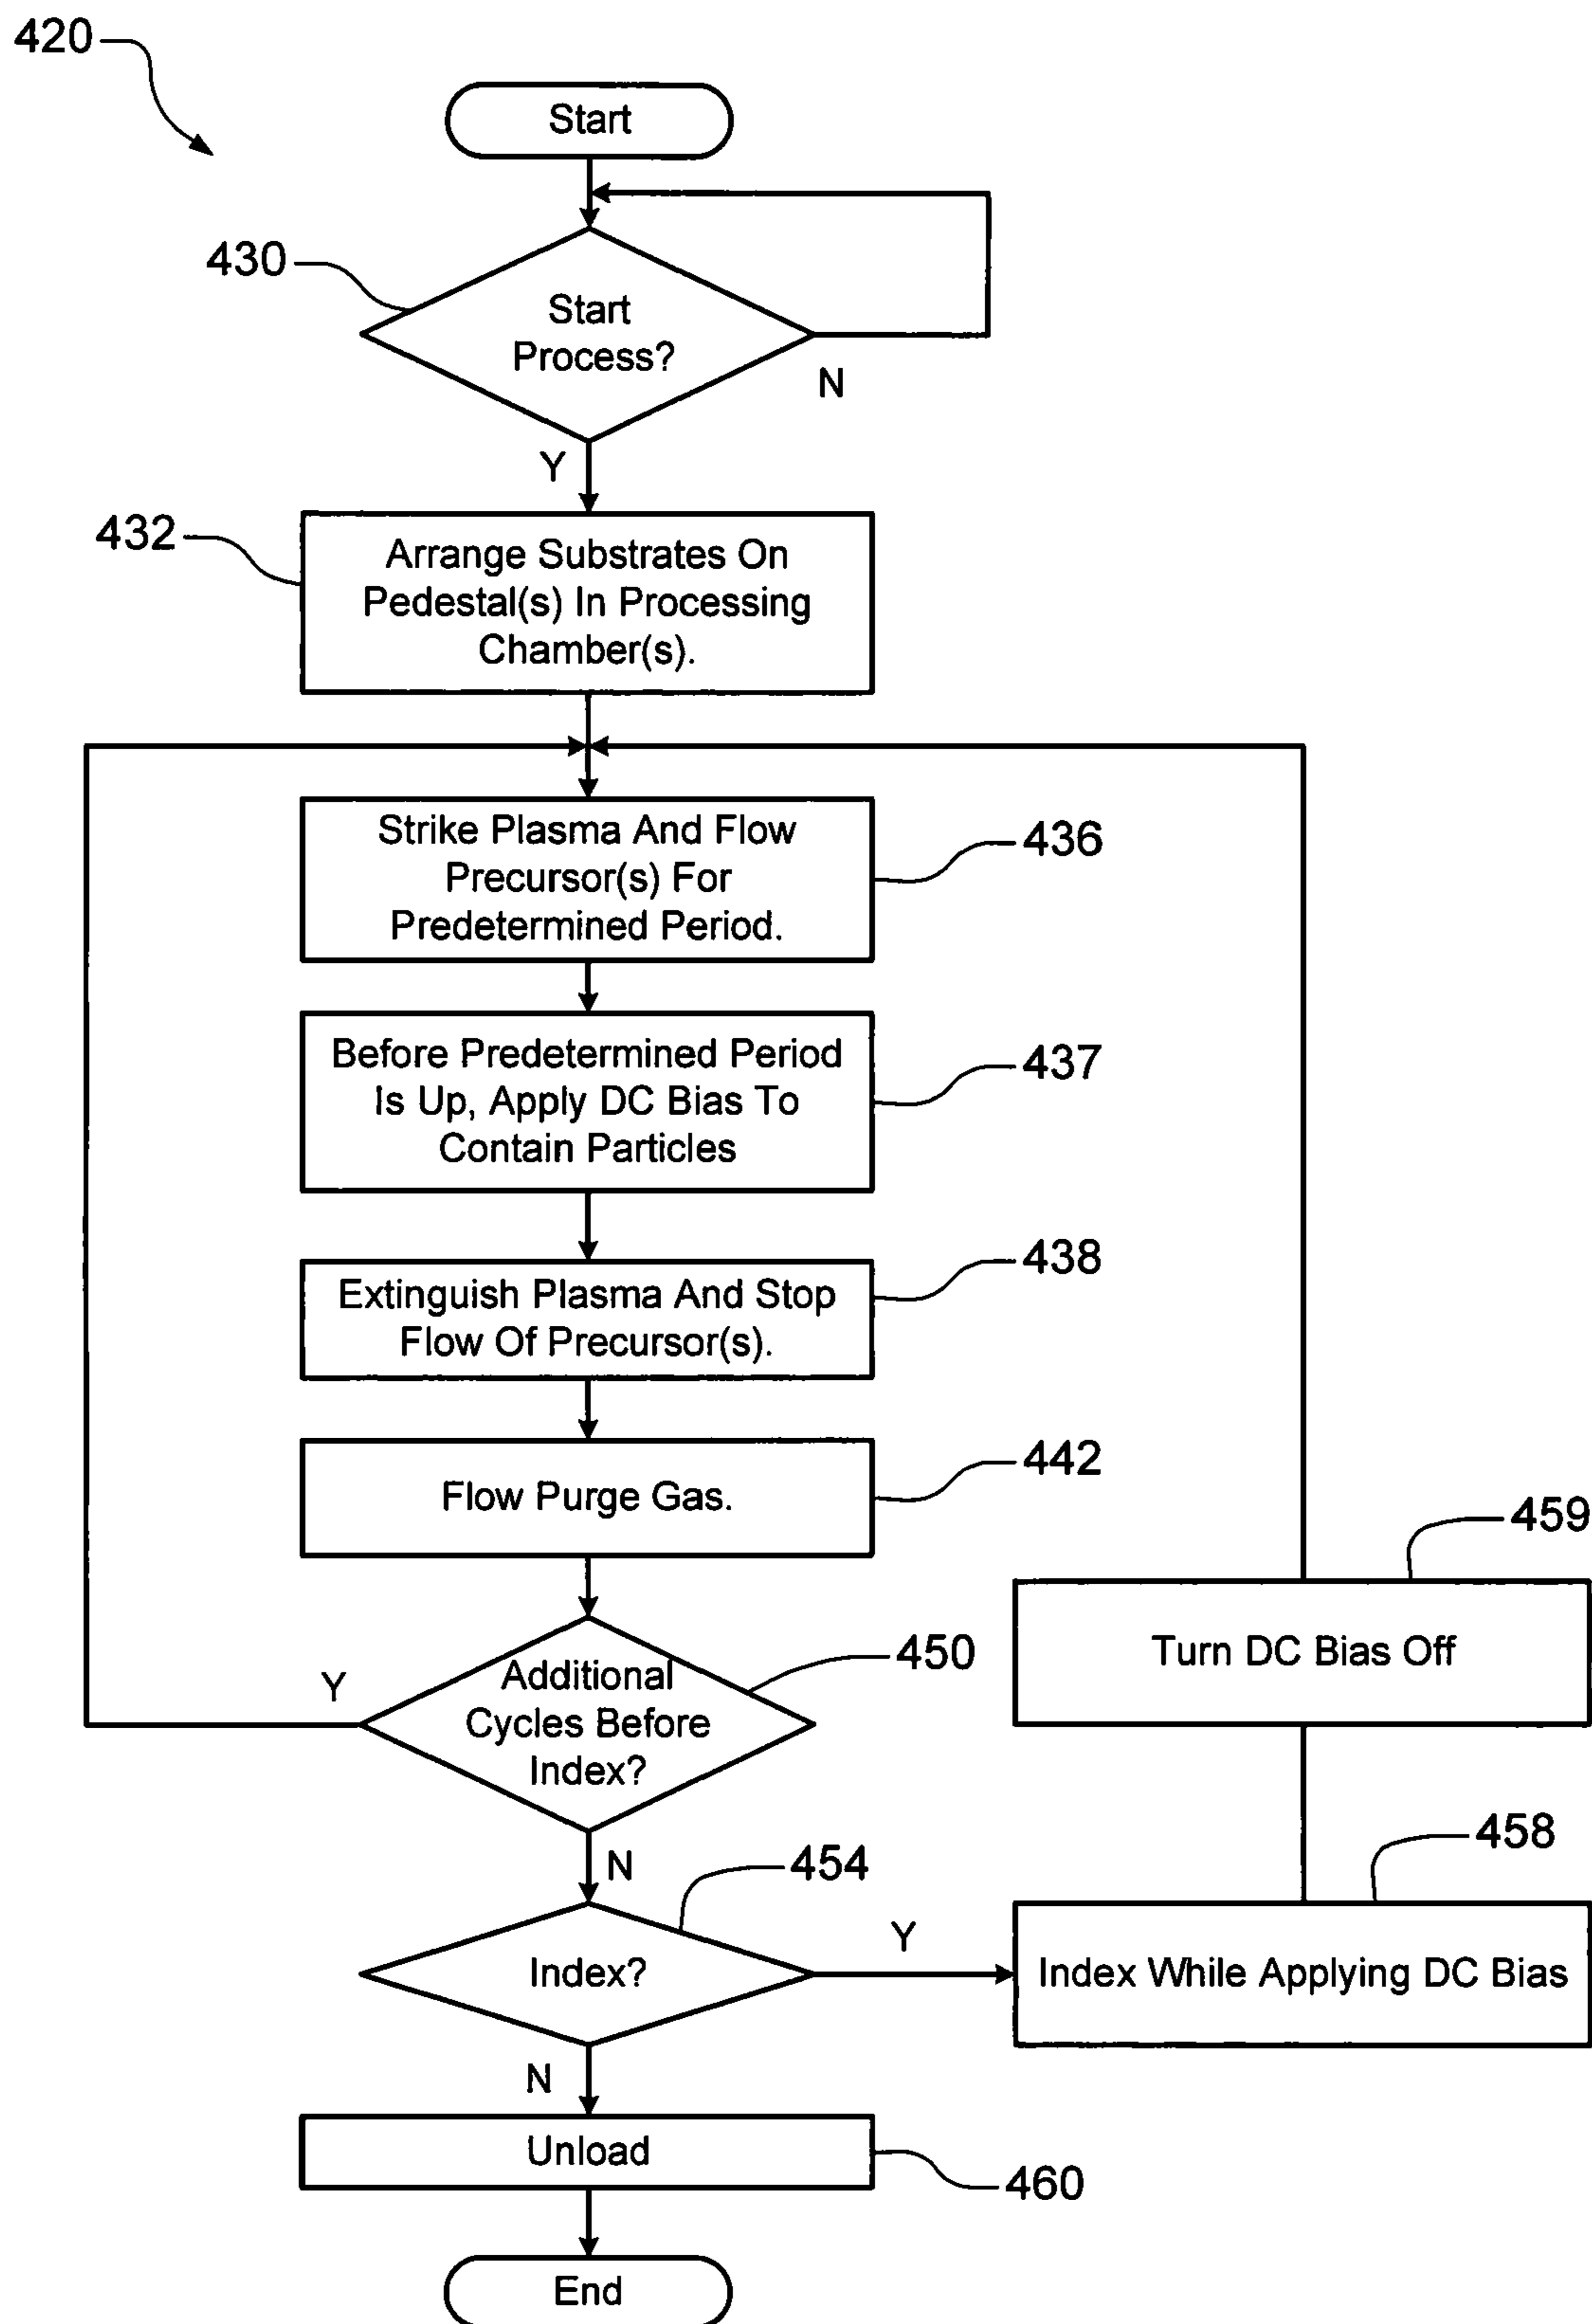 420
Start
430
Start
Process?
N
Y
432
Arrange Substrates On
Pedestal(s) In Processing
Chamber(s).
Strike Plasma And Flow
Precursor(s) For
Predetermined Period.
436
Before Predetermined Period
Is Up, Apply DC Bias To
Contain Particles
437
Extinguish Plasma And Stop
Flow Of Precursor(s).
438
Flow Purge Gas.
442
459
Turn DC Bias Off
Additional
Cycles Before
Index?
450
Y
N
454
458
Index?
Y
Index While Applying DC Bias
N
Unload
460
End